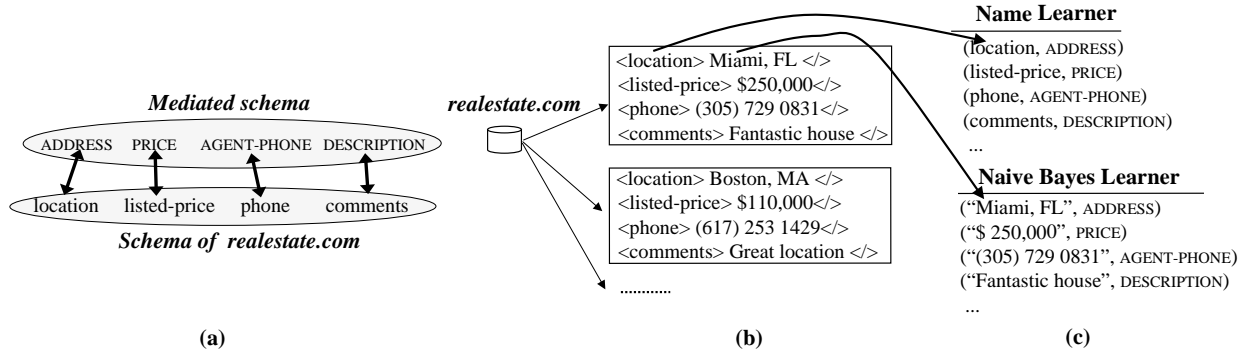 Mediated schema
ADDRESS PRICE AGENT-PHONE DESCRIPTION
location listed-price phone comments
Schema of realestate.com
(a)
realestate.com
<location> Miami, FL </>
<listed-price> $250,000</>
<phone> (305) 729 0831</>
<comments> Fantastic house </>
<location> Boston, MA </>
<listed-price> $110,000</>
<phone> (617) 253 1429</>
<comments> Great location </>
............
(b)
Name Learner
(location, ADDRESS)
(listed-price, PRICE)
(phone, AGENT-PHONE)
(comments, DESCRIPTION)
...
Naive Bayes Learner
(“Miami, FL”, ADDRESS)
(“$ 250,000”, PRICE)
(“(305) 729 0831”, AGENT-PHONE)
(“Fantastic house”, DESCRIPTION)
...
(c)